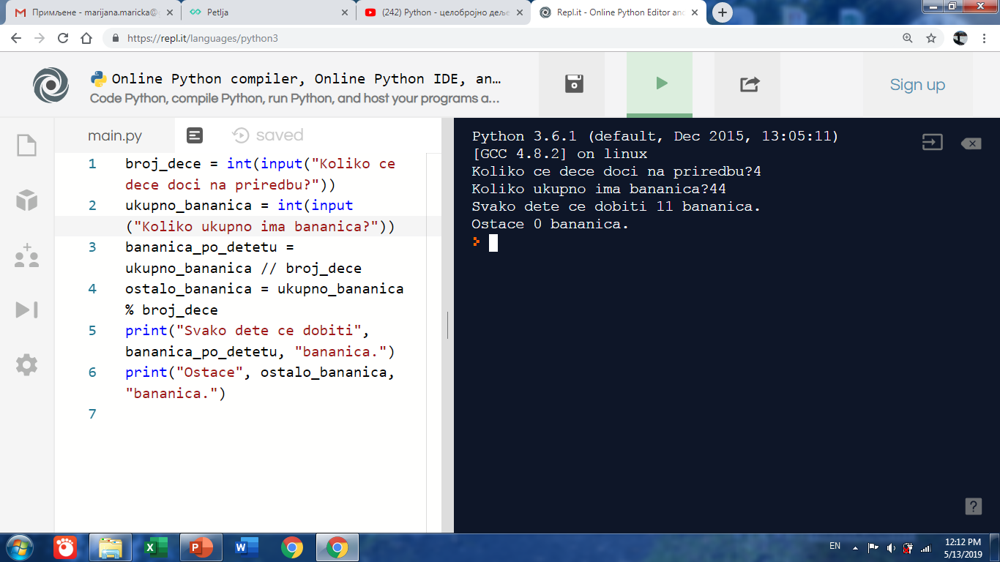 Примљене - marijana.maricka@
Petlja
(242) Python - целобројно деље
Repl.it - Online Python Editor and
https://repl.it/languages/python3
Online Python compiler, Online Python IDE, an…
Code Python, compile Python, run Python, and host your programs a…
Sign up
main.py
saved
1 broj_dece = int(input("Koliko ce
dece doci na priredbu?"))
2 ukupno_bananica = int(input
("Koliko ukupno ima bananica?"))
3 bananica_po_detetu =
ukupno_bananica // broj_dece
4 ostalo_bananica = ukupno_bananica
% broj_dece
5 print("Svako dete ce dobiti",
bananica_po_detetu, "bananica.")
6 print("Ostace", ostalo_bananica,
"bananica.")
7
Python 3.6.1 (default, Dec 2015, 13:05:11)
[GCC 4.8.2] on linux
Koliko ce dece doci na priredbu?4
Koliko ukupno ima bananica?44
Svako dete ce dobiti 11 bananica.
Ostace 0 bananica.
EN
12:12 PM
5/13/2019